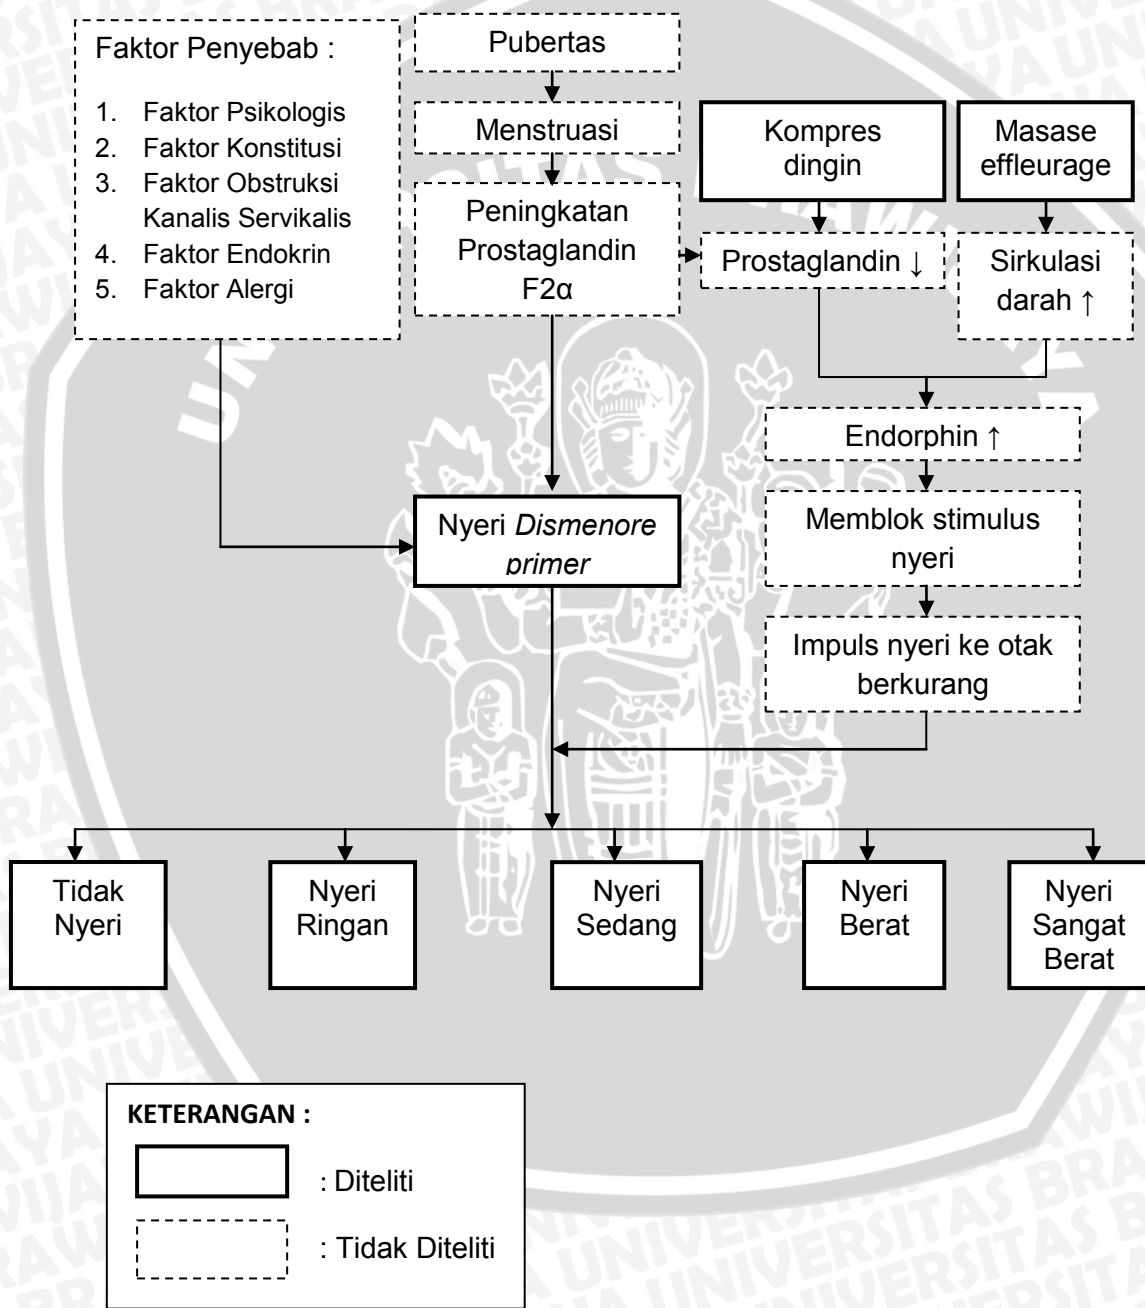 Faktor Penyebab :
1. Faktor Psikologis
2. Faktor Konstitusi
3. Faktor Obstruksi
Kanalis Servikalis
4. Faktor Endokrin
5. Faktor Alergi
Pubertas
Menstruasi
Peningkatan
Prostaglandin
F2α
Kompres
dingin
Masase
effleurage
Prostaglandin ↓
Sirkulasi
darah ↑
Endorphin ↑
Memblok stimulus
nyeri
Impuls nyeri ke otak
berkurang
Nyeri Dismenore
primer
Tidak
Nyeri
Nyeri
Ringan
Nyeri
Sedang
Nyeri
Berat
Nyeri
Sangat
Berat
KETERANGAN :
: Diteliti
: Tidak Diteliti